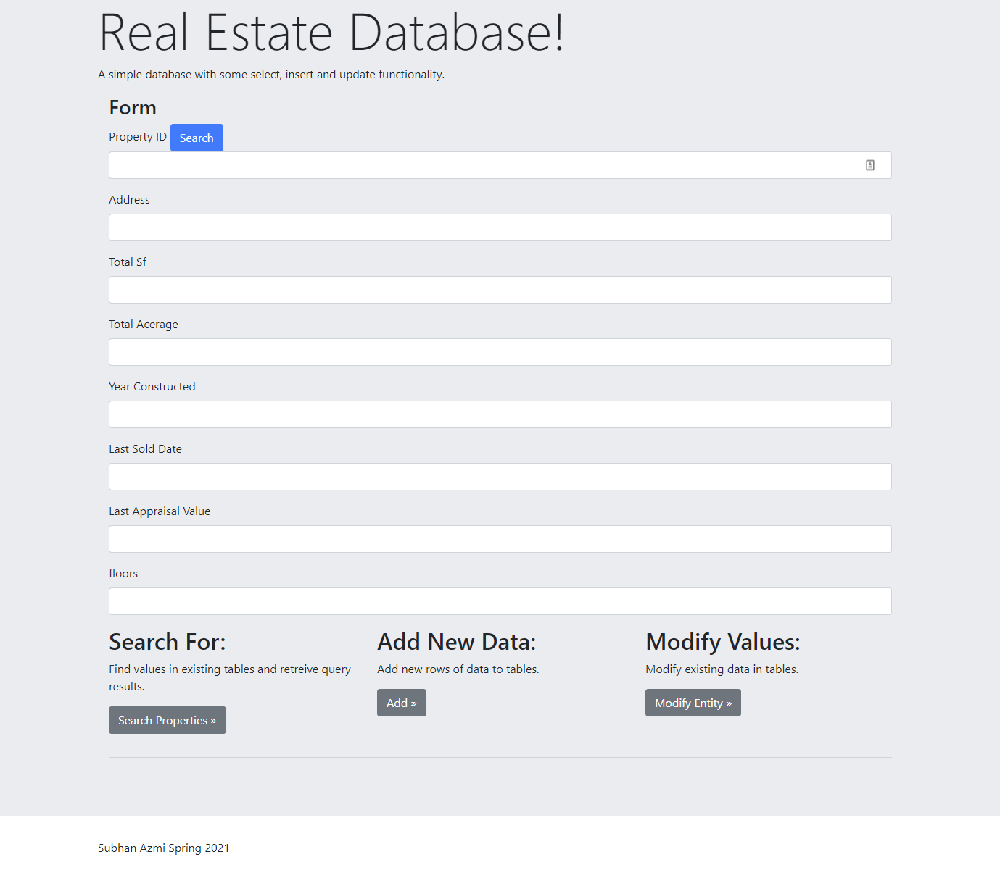 Real Estate Database!
A simple database with some select, insert and update functionality.
Form
Property ID Search
Address
Total Sf
Total Acerage
Year Constructed
Last Sold Date
Last Appraisal Value
floors
Search For:
Find values in existing tables and retreive query
results.
Search Properties »
Add New Data:
Add new rows of data to tables.
Add »
Modify Values:
Modify existing data in tables.
Modify Entity »
Subhan Azmi Spring 2021